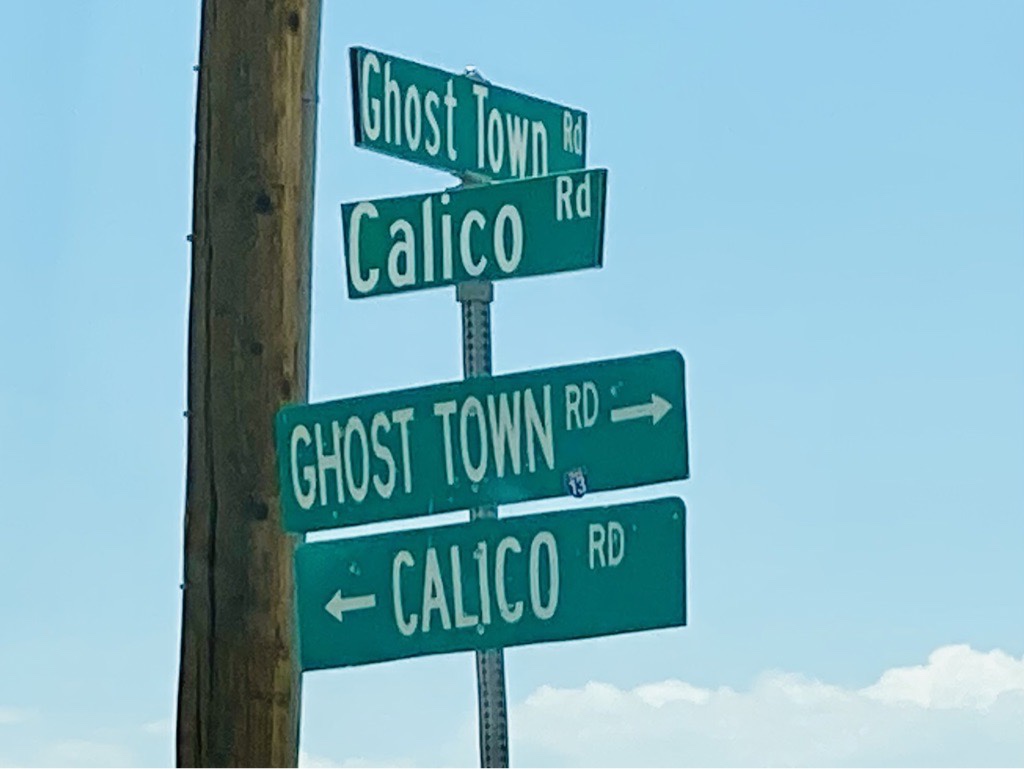 Ghost Town Rd
Calico Rd
GHOST TOWN RD →
13
← CALICO RD